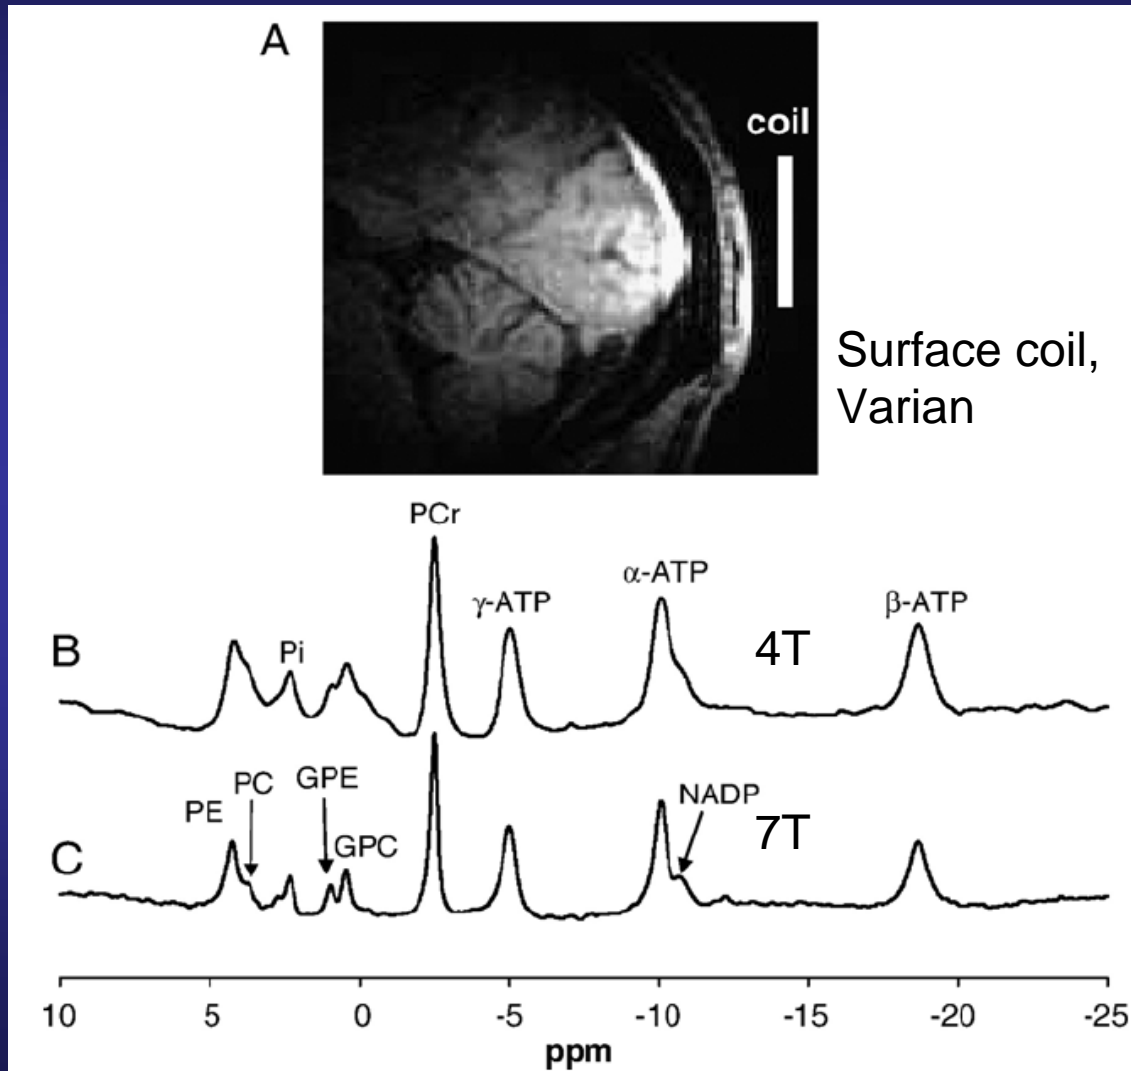 A
coil
Surface coil,
Varian
PCr
γ-ATP
α-ATP
β-ATP
B
Pi
4T
PE
PC
GPE
GPC
NADP
C
7T
10 5 0 -5 -10 -15 -20 -25
ppm